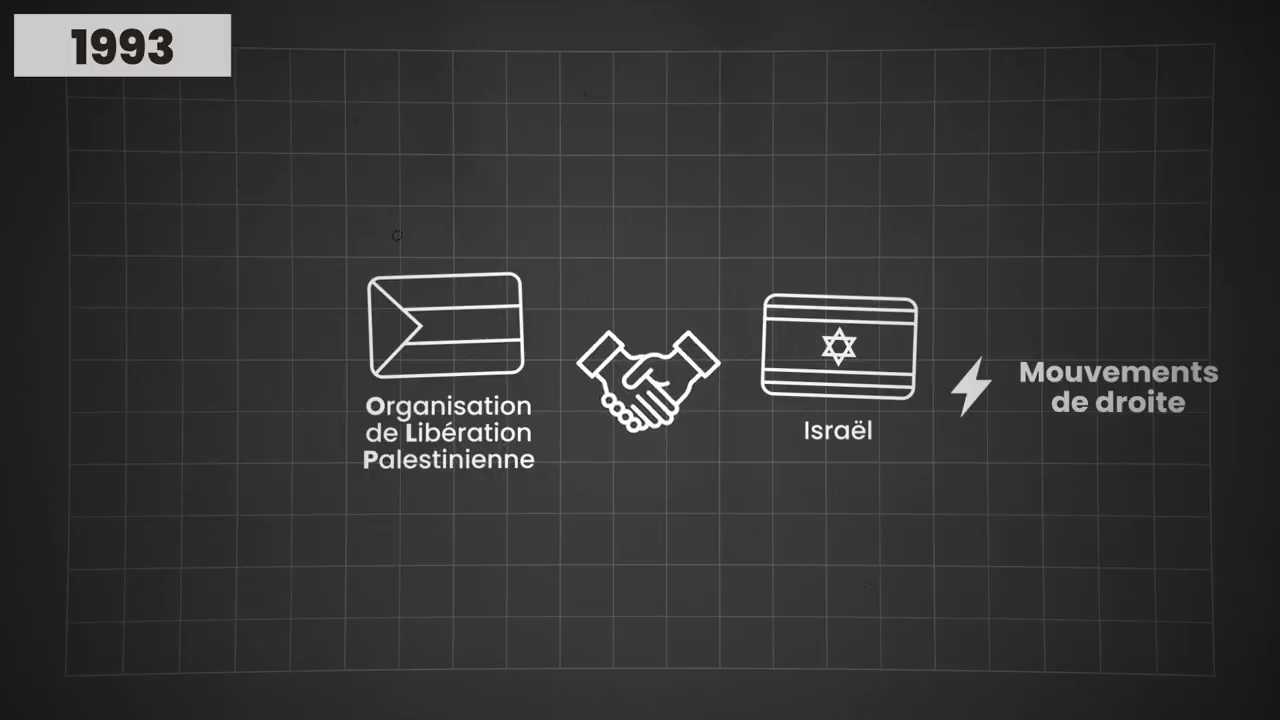 1993
Organisation
de Libération
Palestinienne
Israël
Mouvements
de droite